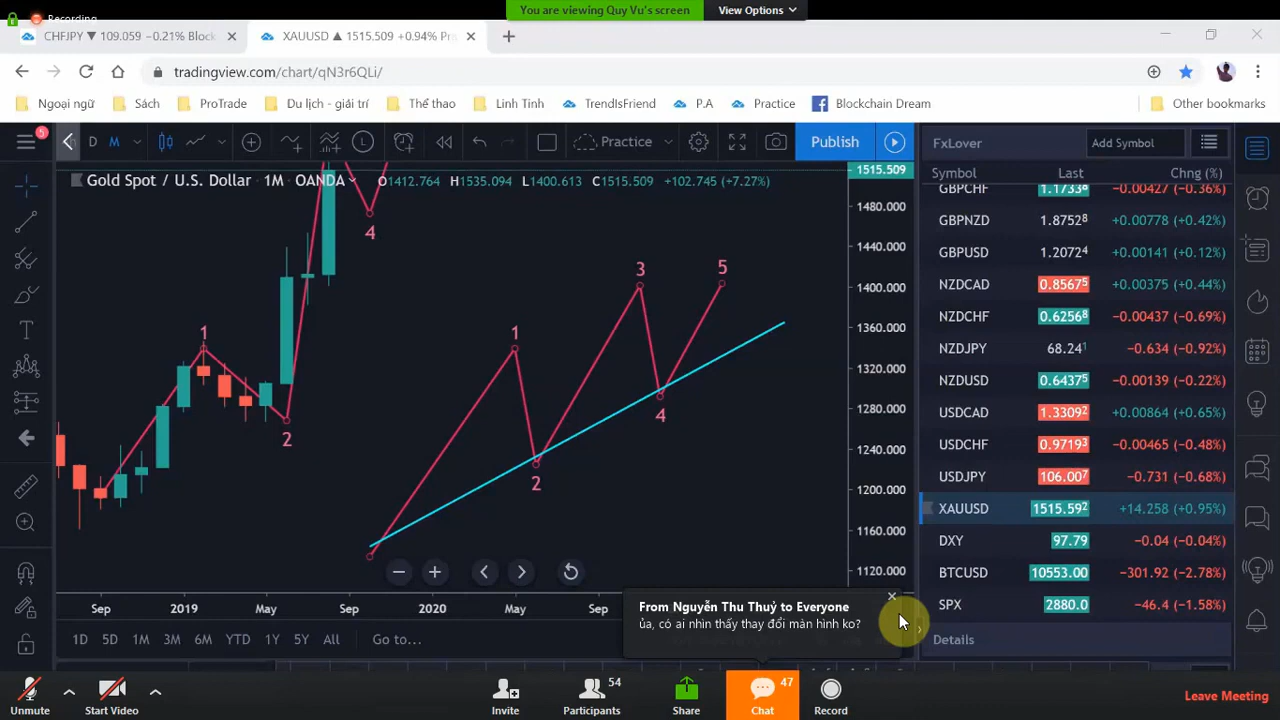 Recording
You are viewing Quy Vu's screen
View Options
CHFJPY ▼ 109.059 −0.21% Block
XAUUSD ▲ 1515.509 +0.94% Pra
tradingview.com/chart/qN3r6QLi/
Ngoại ngữ
Sách
ProTrade
Du lịch - giải trí
Thể thao
Linh Tinh
TrendIsFriend
P.A
Practice
Blockchain Dream
Other bookmarks
5
D
M
Practice
Publish
FxLover
Add Symbol
Gold Spot / U.S. Dollar 1M OANDA
O1412.764 H1535.094 L1400.613 C1515.509 +102.745 (+7.27%)
Symbol Last Chng (%)
GBPCHF 1.1733⁸ −0.00427 (−0.36%)
GBPNZD 1.8752⁸ +0.00778 (+0.42%)
GBPUSD 1.2072⁴ +0.00141 (+0.12%)
NZDCAD 0.8567⁵ +0.00375 (+0.44%)
NZDCHF 0.6256⁸ −0.00437 (−0.69%)
NZDJPY 68.24¹ −0.634 (−0.92%)
NZDUSD 0.6437⁵ −0.00139 (−0.22%)
USDCAD 1.3309² +0.00864 (+0.65%)
USDCHF 0.9719³ −0.00465 (−0.48%)
USDJPY 106.00⁷ −0.731 (−0.68%)
XAUUSD 1515.59² +14.258 (+0.95%)
DXY 97.79 −0.04 (−0.04%)
BTCUSD 10553.00 −301.92 (−2.78%)
SPX 2880.0 −46.4 (−1.58%)
Details
1515.509
1480.000
1440.000
1400.000
1360.000
1320.000
1280.000
1240.000
1200.000
1160.000
1120.000
4
1
2
1
2
3
4
5
Sep 2019 May Sep 2020 May Sep
1D 5D 1M 3M 6M YTD 1Y 5Y All Go to...
From Nguyễn Thu Thuỷ to Everyone
ủa, có ai nhìn thấy thay đổi màn hình ko?
Unmute
Start Video
Invite
54
Participants
Share
47
Chat
Record
Leave Meeting